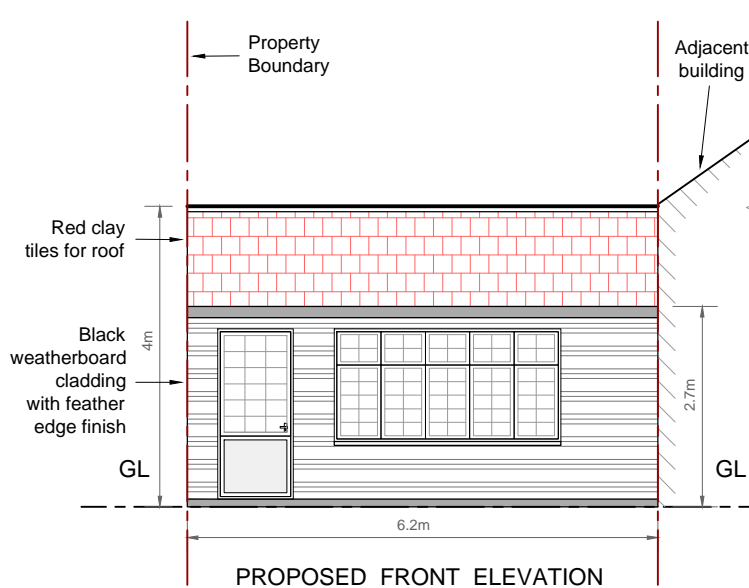 Property
Boundary
Adjacent
building
Red clay
tiles for roof
4m
Black
weatherboard
cladding
with feather
edge finish
2.7m
GL
GL
6.2m
PROPOSED FRONT ELEVATION